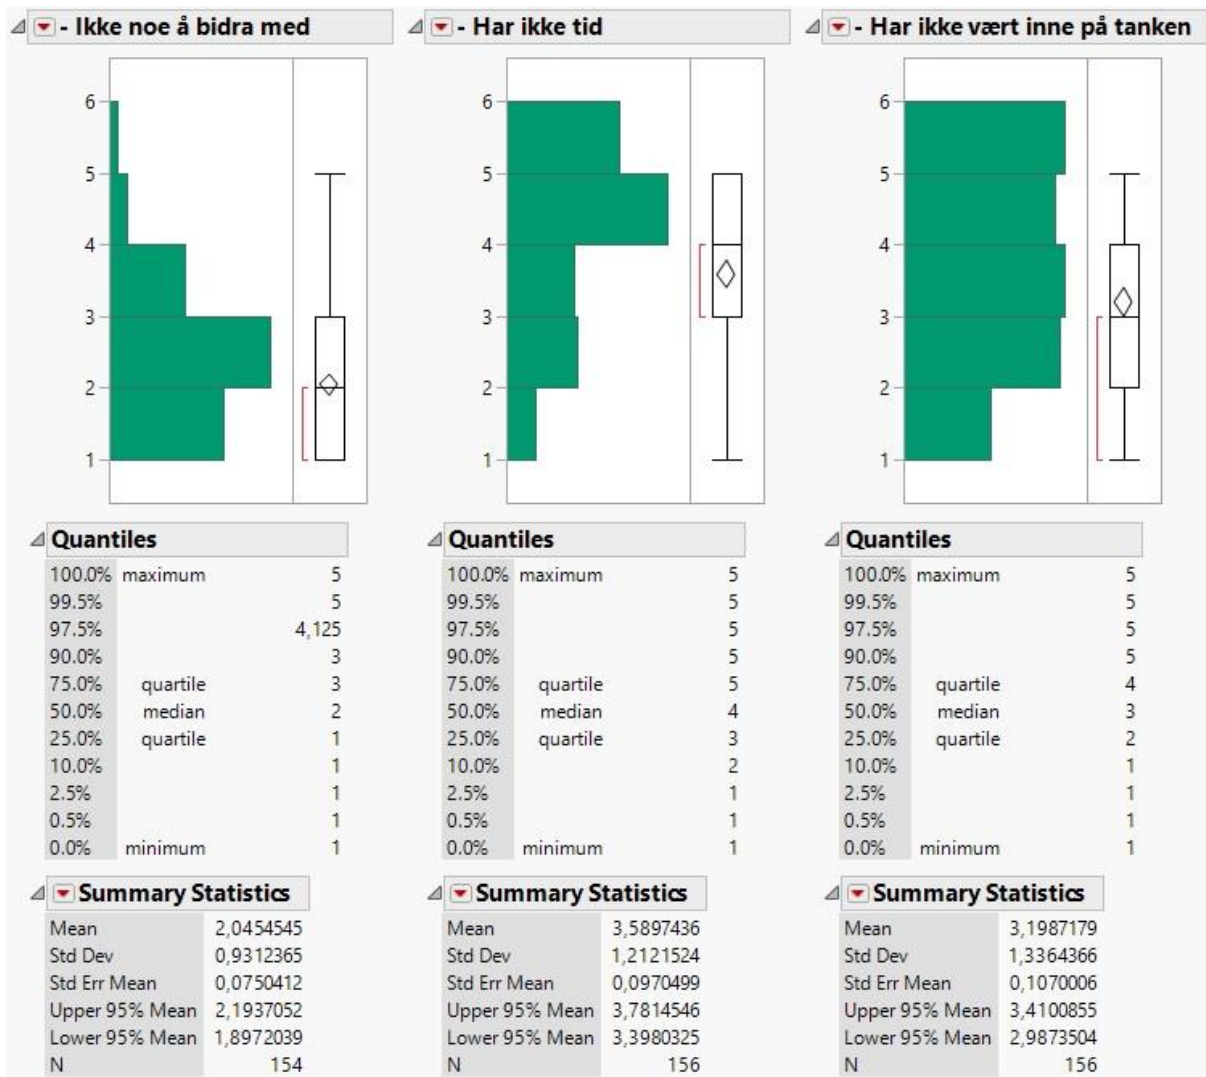 - Ikke noe å bidra med
6
5
4
3
2
1
Quantiles
100.0% maximum 5
99.5% 5
97.5% 4,125
90.0% 3
75.0% quartile 3
50.0% median 2
25.0% quartile 1
10.0% 1
2.5% 1
0.5% 1
0.0% minimum 1
Summary Statistics
Mean 2,0454545
Std Dev 0,9312365
Std Err Mean 0,0750412
Upper 95% Mean 2,1937052
Lower 95% Mean 1,8972039
N 154
- Har ikke tid
6
5
4
3
2
1
Quantiles
100.0% maximum 5
99.5% 5
97.5% 5
90.0% 5
75.0% quartile 5
50.0% median 4
25.0% quartile 3
10.0% 2
2.5% 1
0.5% 1
0.0% minimum 1
Summary Statistics
Mean 3,5897436
Std Dev 1,2121524
Std Err Mean 0,0970499
Upper 95% Mean 3,7814546
Lower 95% Mean 3,3980325
N 156
- Har ikke vært inne på tanken
6
5
4
3
2
1
Quantiles
100.0% maximum 5
99.5% 5
97.5% 5
90.0% 5
75.0% quartile 4
50.0% median 3
25.0% quartile 2
10.0% 1
2.5% 1
0.5% 1
0.0% minimum 1
Summary Statistics
Mean 3,1987179
Std Dev 1,3364366
Std Err Mean 0,1070006
Upper 95% Mean 3,4100855
Lower 95% Mean 2,9873504
N 156